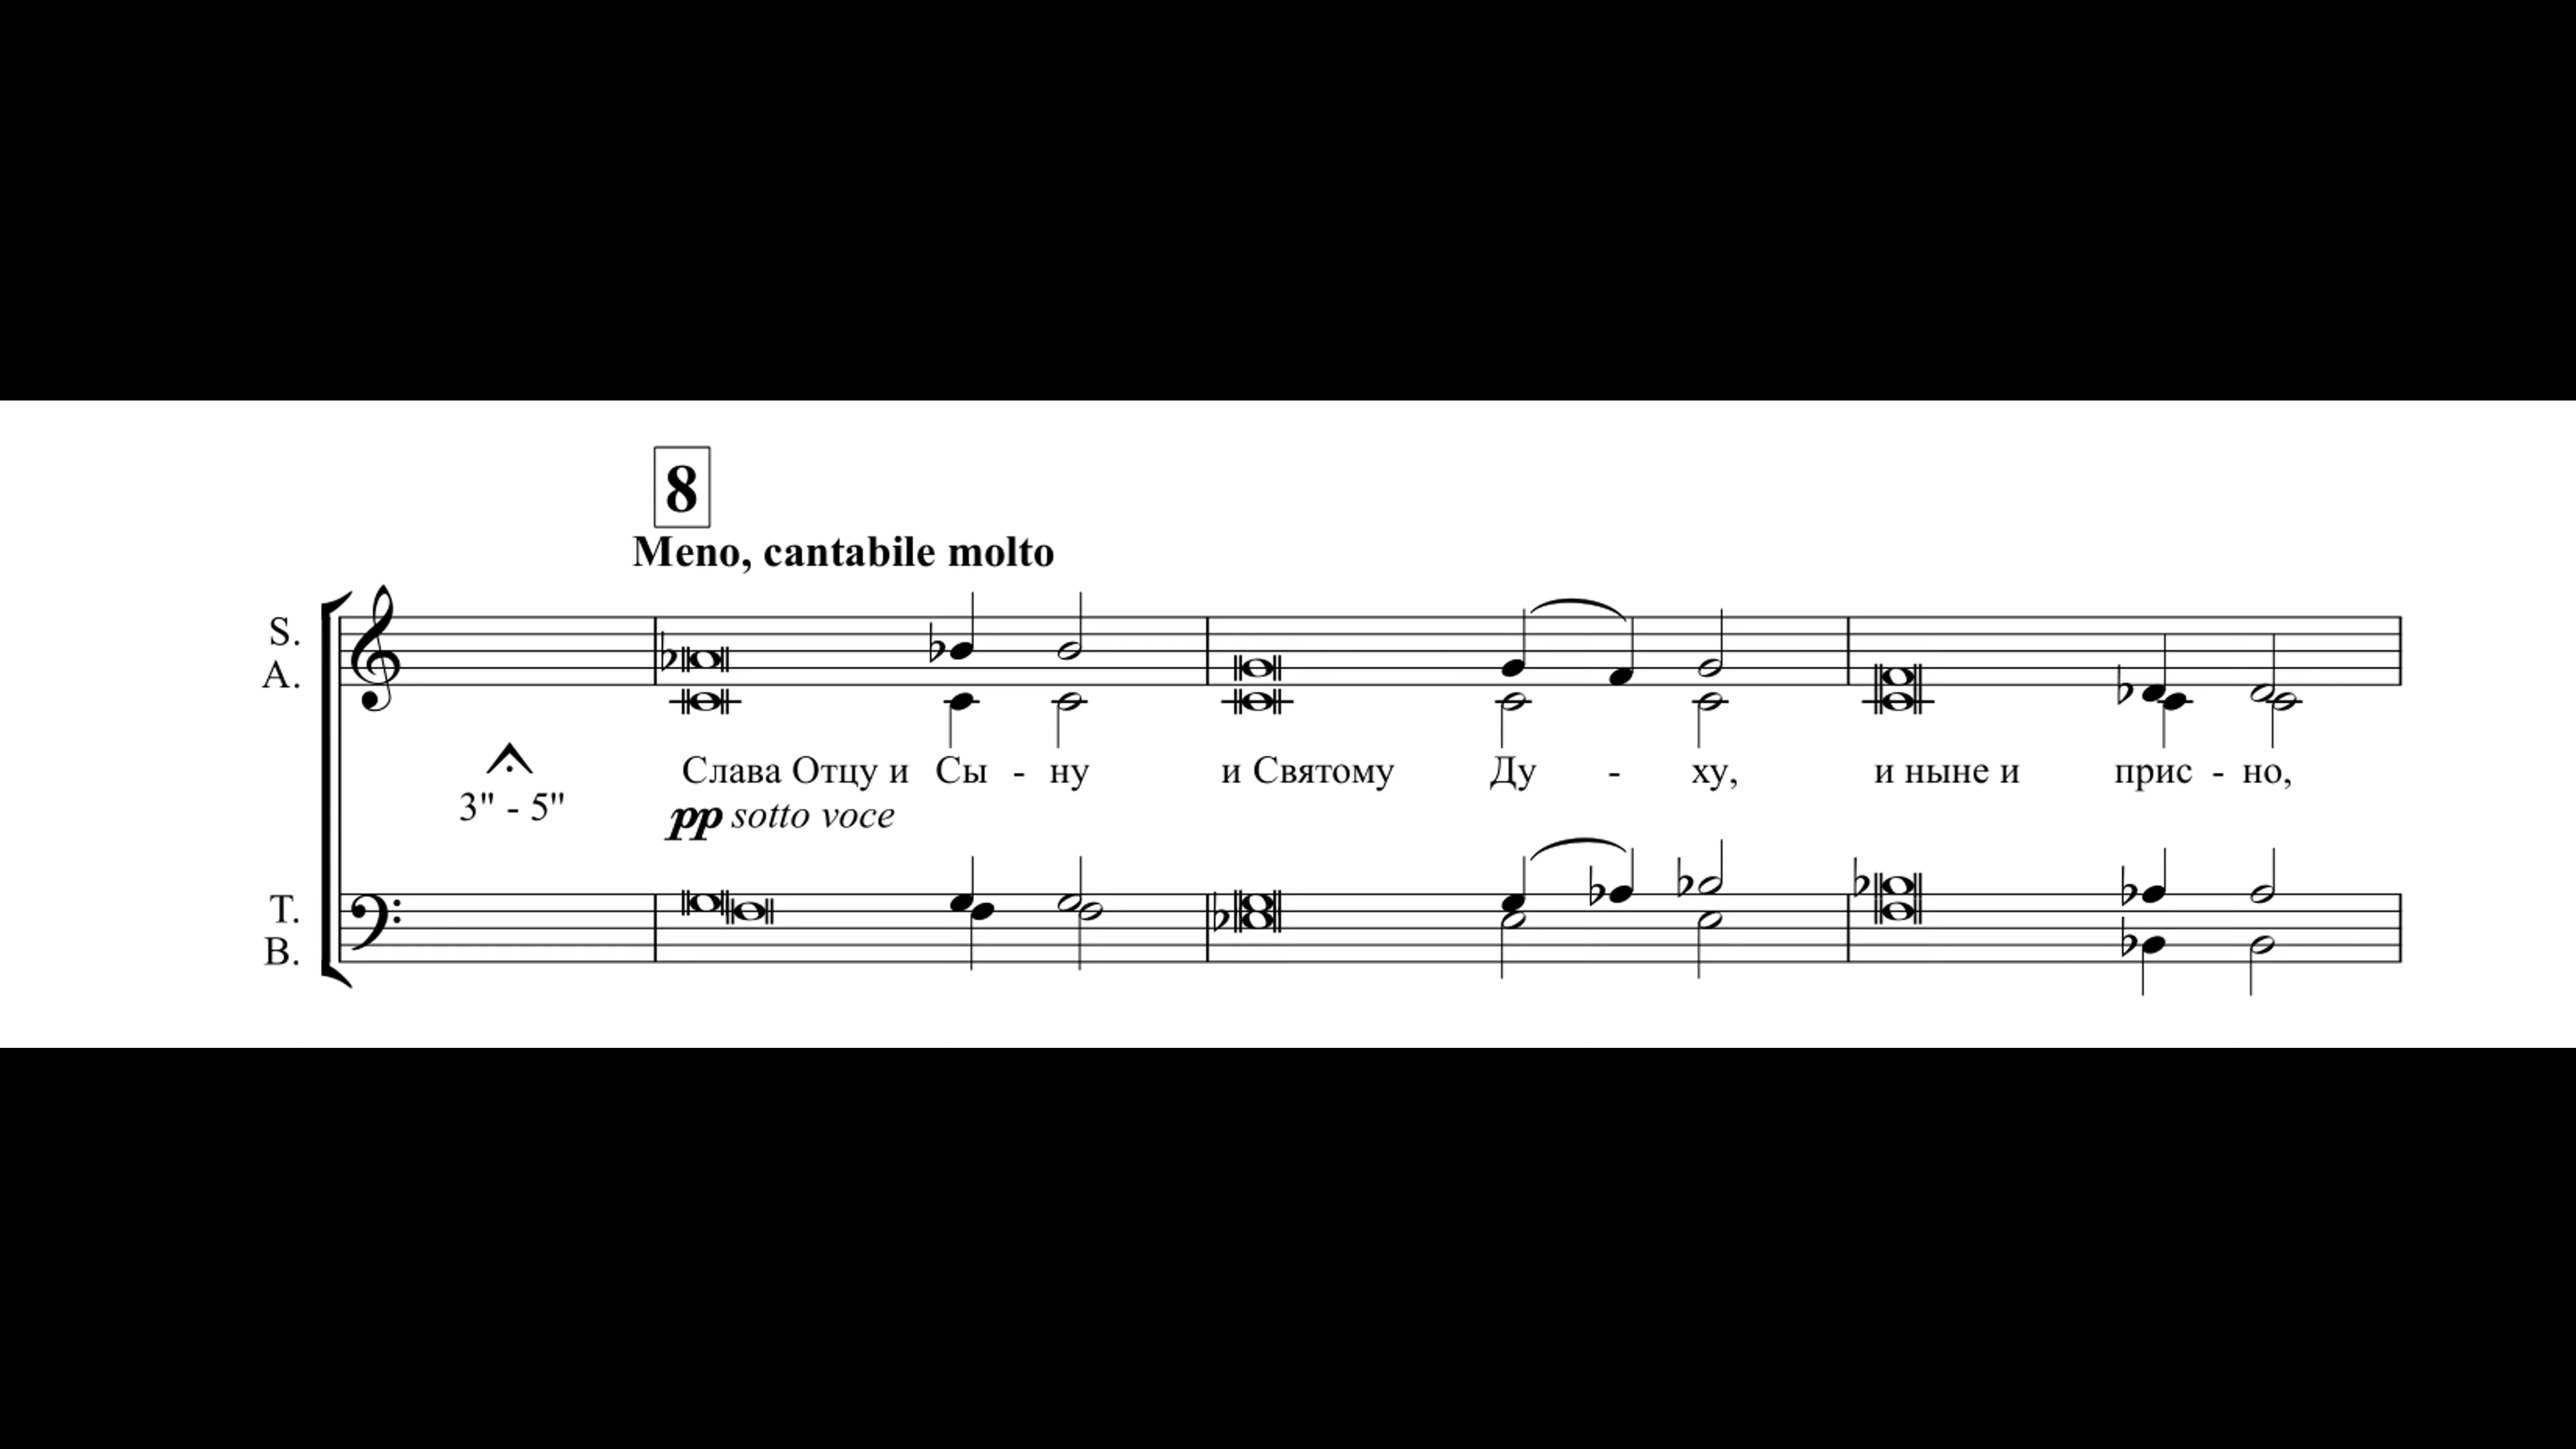 8
Meno, cantabile molto
S.
A.
Слава Отцу и Сы - ну и Святому Ду - ху, и ныне и прис - но,
3" - 5"
pp sotto voce
T.
B.